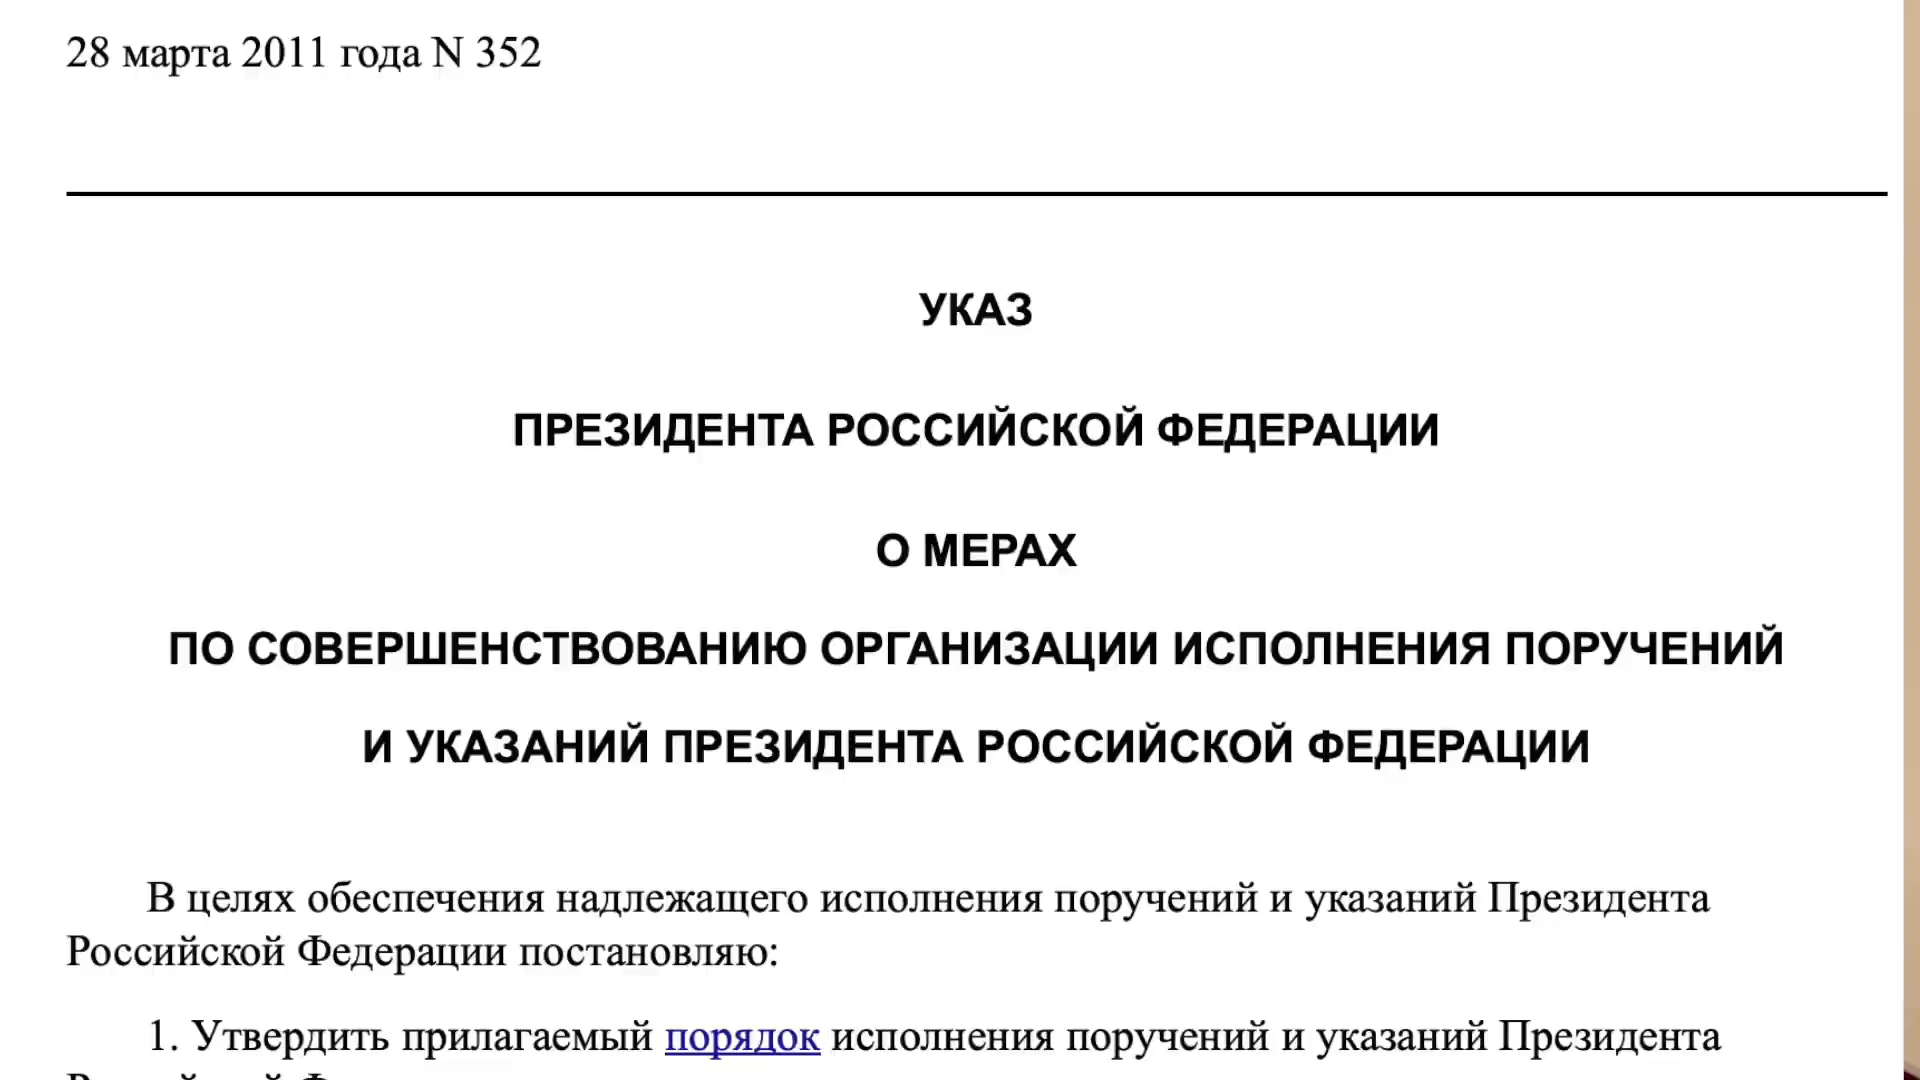 28 марта 2011 года N 352
УКАЗ
ПРЕЗИДЕНТА РОССИЙСКОЙ ФЕДЕРАЦИИ
О МЕРАХ
ПО СОВЕРШЕНСТВОВАНИЮ ОРГАНИЗАЦИИ ИСПОЛНЕНИЯ ПОРУЧЕНИЙ
И УКАЗАНИЙ ПРЕЗИДЕНТА РОССИЙСКОЙ ФЕДЕРАЦИИ
В целях обеспечения надлежащего исполнения поручений и указаний Президента
Российской Федерации постановляю:
1. Утвердить прилагаемый порядок исполнения поручений и указаний Президента